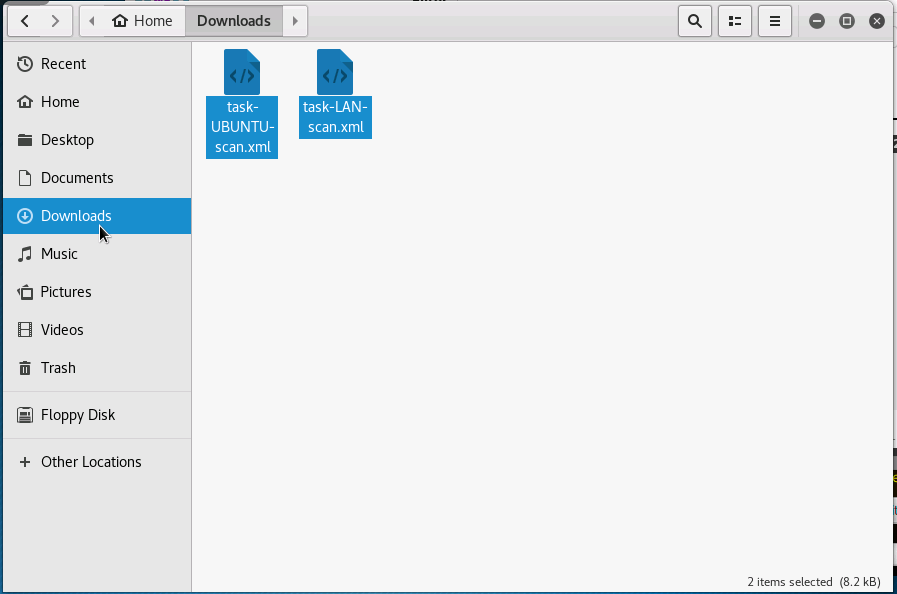 Home
Downloads
Recent
Home
Desktop
Documents
Downloads
Music
Pictures
Videos
Trash
Floppy Disk
Other Locations
task-
UBUNTU-
scan.xml
task-LAN-
scan.xml
2 items selected (8.2 kB)